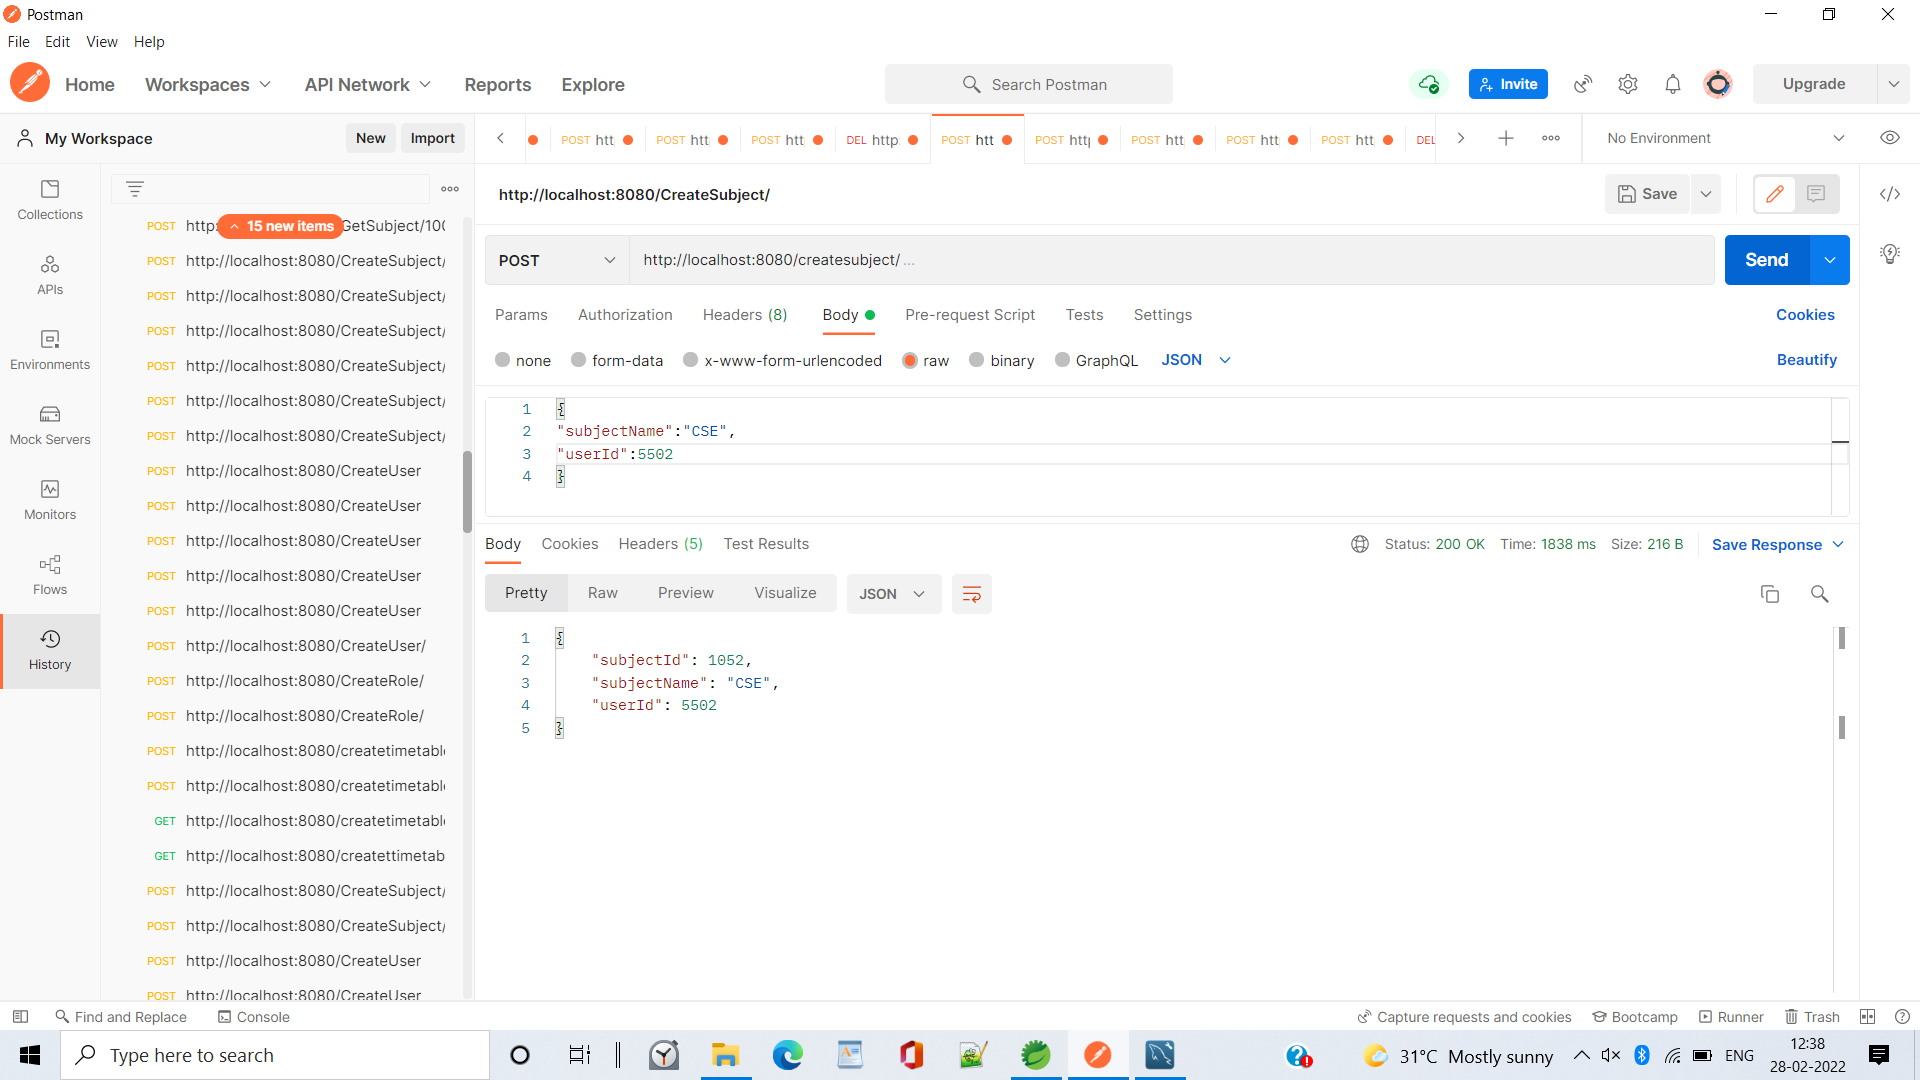 Postman
File Edit View Help
Home Workspaces API Network Reports Explore
Search Postman
Invite
Upgrade
My Workspace
New Import
POST htt POST htt POST htt DEL http: POST htt POST htt POST htt POST htt POST htt DEL
No Environment
Collections
APIs
Environments
Mock Servers
Monitors
Flows
History
POST http: 15 new items GetSubject/100
POST http://localhost:8080/CreateSubject/
POST http://localhost:8080/CreateSubject/
POST http://localhost:8080/CreateSubject/
POST http://localhost:8080/CreateSubject/
POST http://localhost:8080/CreateSubject/
POST http://localhost:8080/CreateSubject/
POST http://localhost:8080/CreateUser
POST http://localhost:8080/CreateUser
POST http://localhost:8080/CreateUser
POST http://localhost:8080/CreateUser
POST http://localhost:8080/CreateUser
POST http://localhost:8080/CreateUser/
POST http://localhost:8080/CreateRole/
POST http://localhost:8080/CreateRole/
POST http://localhost:8080/createtimetable
POST http://localhost:8080/createtimetable
GET http://localhost:8080/createtimetable
GET http://localhost:8080/createttimetab
POST http://localhost:8080/CreateSubject/
POST http://localhost:8080/CreateSubject/
POST http://localhost:8080/CreateUser
POST http://localhost:8080/CreateUser
http://localhost:8080/CreateSubject/
Save
POST http://localhost:8080/createsubject/ ...
Send
Params Authorization Headers (8) Body Pre-request Script Tests Settings
Cookies
none form-data x-www-form-urlencoded raw binary GraphQL JSON
Beautify
1 {
2 "subjectName":"CSE",
3 "userId":5502
4 }
Body Cookies Headers (5) Test Results
Status: 200 OK Time: 1838 ms Size: 216 B Save Response
Pretty Raw Preview Visualize JSON
1 {
2 "subjectId": 1052,
3 "subjectName": "CSE",
4 "userId": 5502
5 }
Find and Replace Console
Capture requests and cookies Bootcamp Runner Trash
Type here to search
31°C Mostly sunny
ENG
12:38
28-02-2022